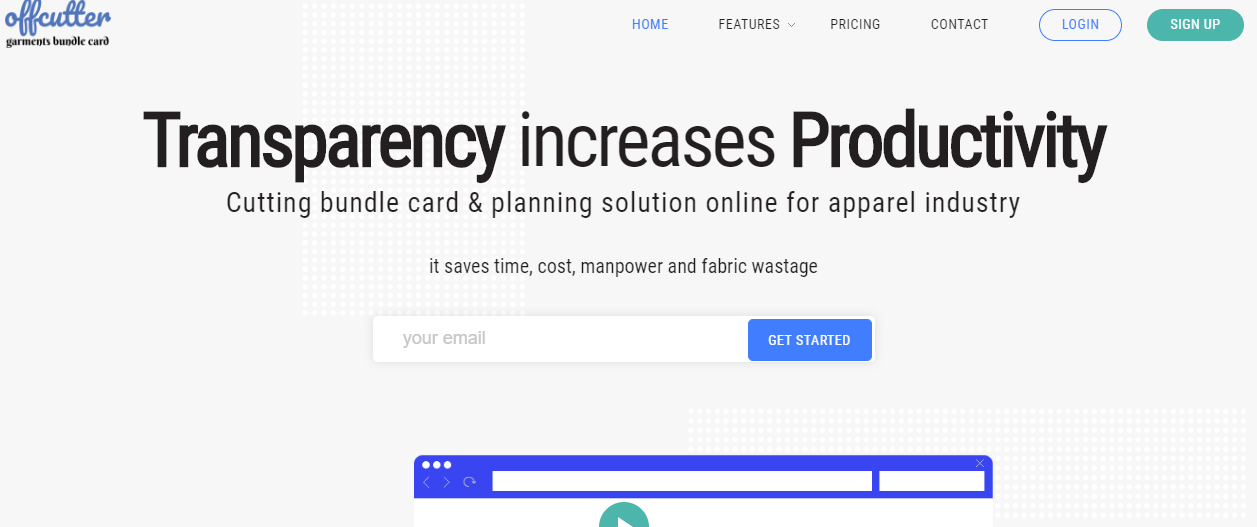 offcutter
garments bundle card
HOME FEATURES PRICING CONTACT LOGIN SIGN UP
Transparency increases Productivity
Cutting bundle card & planning solution online for apparel industry
it saves time, cost, manpower and fabric wastage
your email GET STARTED